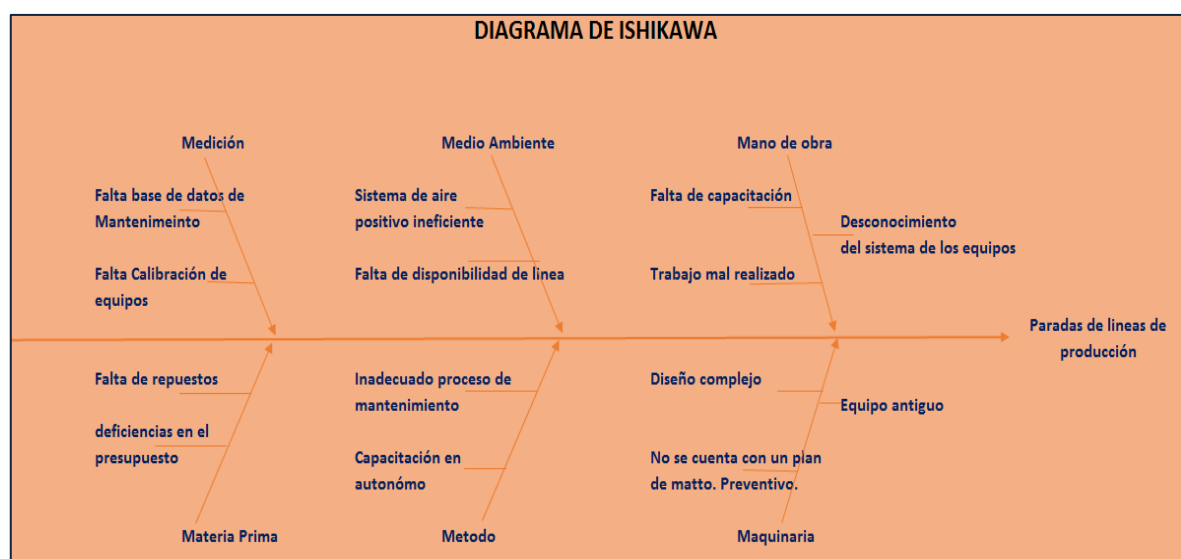 DIAGRAMA DE ISHIKAWA
Medición
Medio Ambiente
Mano de obra
Falta base de datos de
Mantenimeinto
Sistema de aire
positivo ineficiente
Falta de capacitación
Desconocimiento
del sistema de los equipos
Falta Calibración de
equipos
Falta de disponibilidad de linea
Trabajo mal realizado
Paradas de lineas de
producción
Falta de repuestos
Inadecuado proceso de
mantenimiento
Diseño complejo
Equipo antiguo
deficiencias en el
presupuesto
Capacitación en
autonómo
No se cuenta con un plan
de matto. Preventivo.
Materia Prima
Metodo
Maquinaria